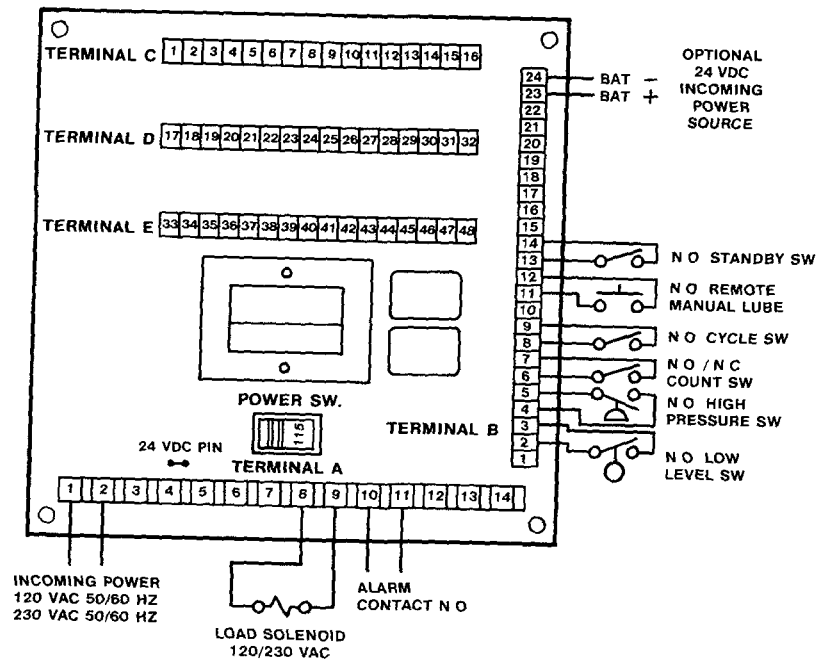 TERMINAL C 1 2 3 4 5 6 7 8 9 10 11 12 13 14 15 16
TERMINAL D 17 18 19 20 21 22 23 24 25 26 27 28 29 30 31 32
TERMINAL E 33 34 35 36 37 38 39 40 41 42 43 44 45 46 47 48
24 BAT -
23 BAT +
22
21
20
19
18
17
16
15
14
13
12
11
10
9
8
7
6
5
4
3
2
1
OPTIONAL
24 VDC
INCOMING
POWER
SOURCE
N O STANDBY SW
N O REMOTE
MANUAL LUBE
N O CYCLE SW
N O / N C
COUNT SW
N O HIGH
PRESSURE SW
N O LOW
LEVEL SW
POWER SW.
115
TERMINAL B
24 VDC PIN
TERMINAL A
1 2 3 4 5 6 7 8 9 10 11 12 13 14
INCOMING POWER
120 VAC 50/60 HZ
230 VAC 50/60 HZ
LOAD SOLENOID
120/230 VAC
ALARM
CONTACT N O